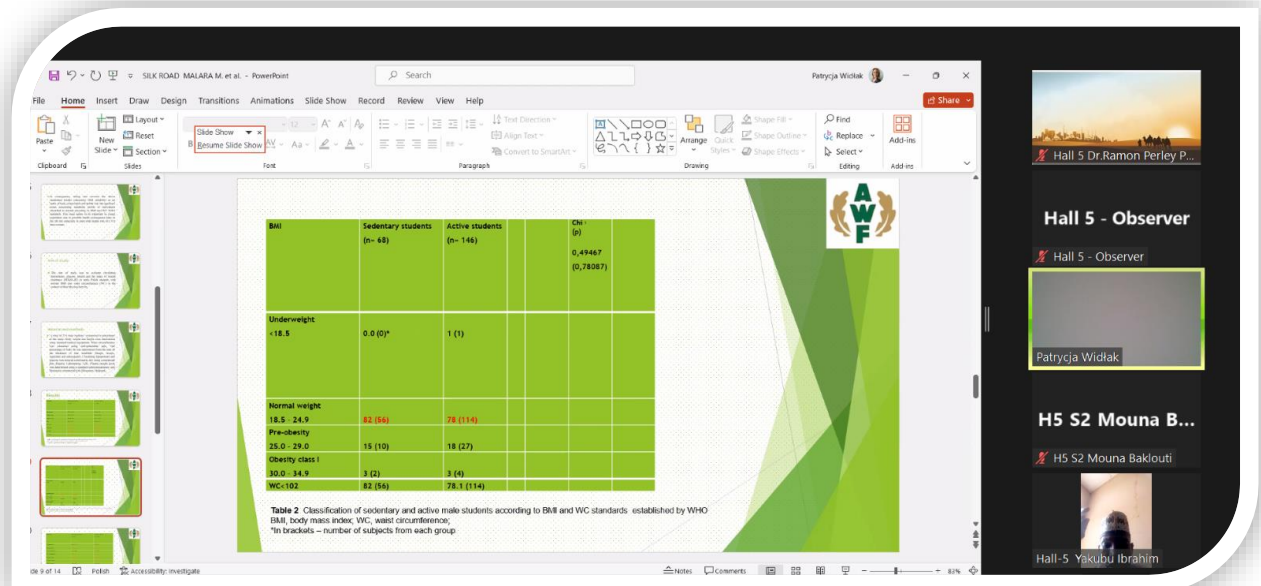 SILK ROAD MALARA M. et al. - PowerPoint
Search
Patrycja Widłak
File Home Insert Draw Design Transitions Animations Slide Show Record Review View Help
Share
Paste
New
Slide
Layout
Reset
Section
Slide Show
Resume Slide Show
B
12
Aa
Text Direction
Align Text
Convert to SmartArt
Arrange
Quick
Styles
Shape Fill
Shape Outline
Shape Effects
Find
Replace
Select
Add-ins
Clipboard
Slides
Font
Paragraph
Drawing
Editing
Add-ins
AWF
BMI
Sedentary students
(n– 68)
Active students
(n– 146)
Chi -
(p)
0,49467
(0,78087)
Underweight
<18.5 0.0 (0)* 1 (1)
Normal weight
18.5 – 24.9 82 (56) 78 (114)
Pre-obesity
25.0 – 29.0 15 (10) 18 (27)
Obesity class I
30.0 – 34.9 3 (2) 3 (4)
WC<102 82 (56) 78.1 (114)
Table 2 Classification of sedentary and active male students according to BMI and WC standards established by WHO
BMI, body mass index; WC, waist circumference;
*In brackets – number of subjects from each group
de 9 of 14
Polish
Accessibility: Investigate
Notes
Comments
83%
Hall 5 Dr.Ramon Perley P...
Hall 5 - Observer
Hall 5 - Observer
Patrycja Widłak
H5 S2 Mouna B...
H5 S2 Mouna Baklouti
Hall-5 Yakubu Ibrahim